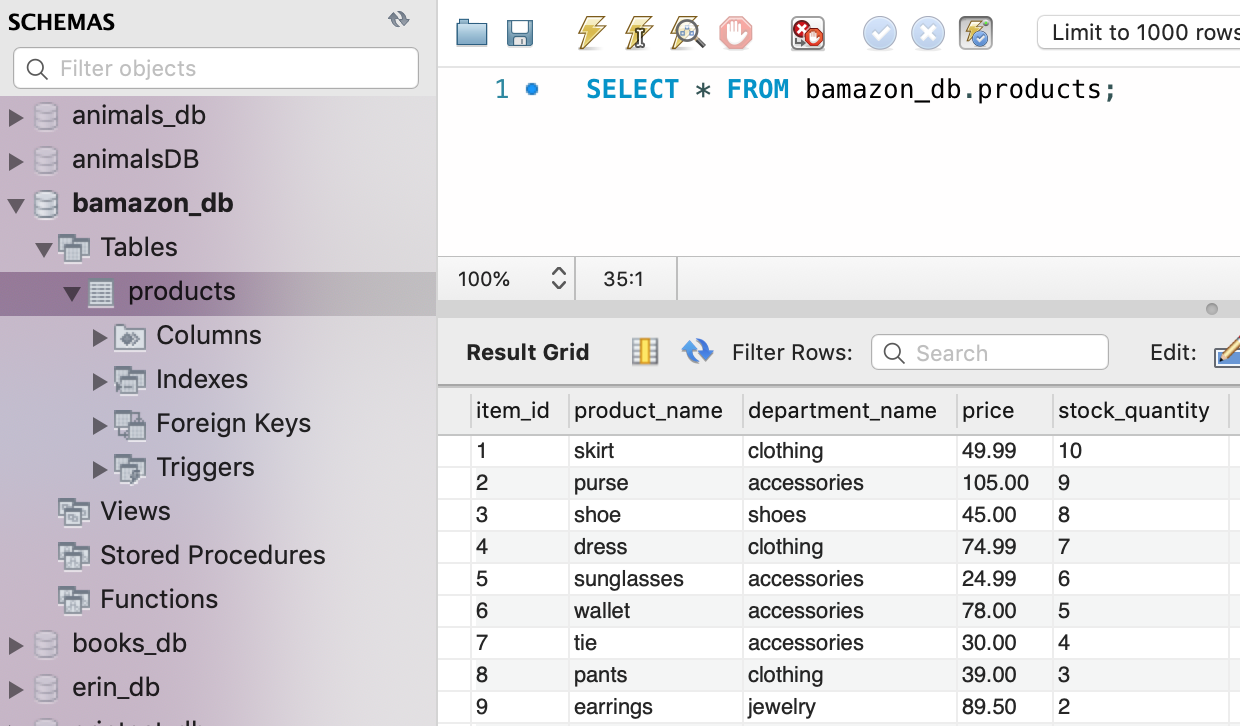 SCHEMAS
Filter objects
animals_db
animalsDB
bamazon_db
Tables
products
Columns
Indexes
Foreign Keys
Triggers
Views
Stored Procedures
Functions
books_db
erin_db
Limit to 1000 rows
1 SELECT * FROM bamazon_db.products;
100% 35:1
Result Grid Filter Rows: Search Edit:
item_id product_name department_name price stock_quantity
1 skirt clothing 49.99 10
2 purse accessories 105.00 9
3 shoe shoes 45.00 8
4 dress clothing 74.99 7
5 sunglasses accessories 24.99 6
6 wallet accessories 78.00 5
7 tie accessories 30.00 4
8 pants clothing 39.00 3
9 earrings jewelry 89.50 2